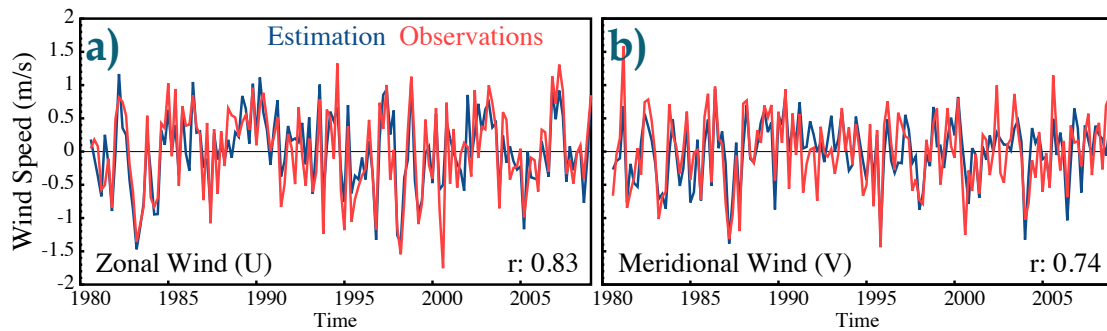 a) Estimation Observations
b)
Wind Speed (m/s)
2
1.5
1
0.5
0
-0.5
-1
-1.5
-2
Zonal Wind (U) r: 0.83
Meridional Wind (V) r: 0.74
1980 1985 1990 1995 2000 2005
1980 1985 1990 1995 2000 2005
Time
Time